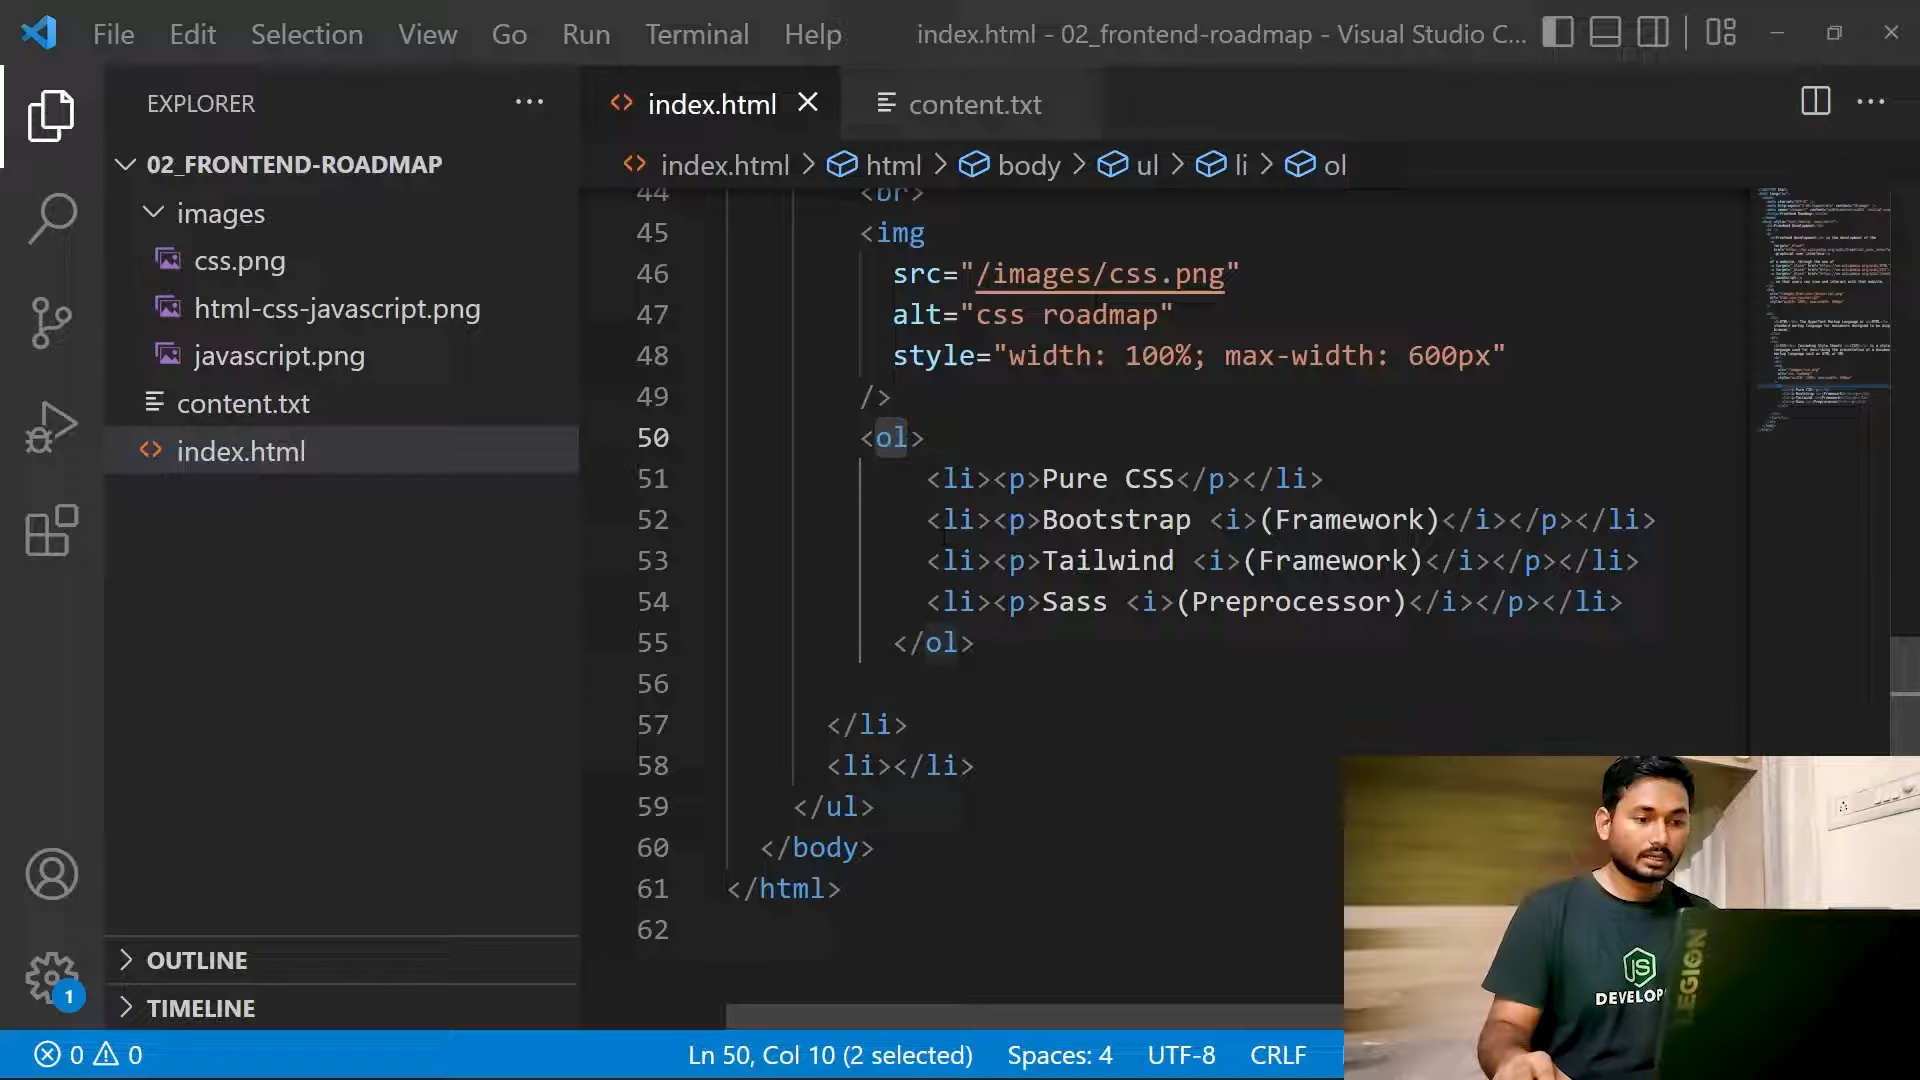 File Edit Selection View Go Run Terminal Help index.html - 02_frontend-roadmap - Visual Studio C...
EXPLORER
02_FRONTEND-ROADMAP
images
css.png
html-css-javascript.png
javascript.png
content.txt
index.html
OUTLINE
TIMELINE
index.html content.txt
index.html > html > body > ul > li > ol
44 <br>
45 <img
46 src="/images/css.png"
47 alt="css roadmap"
48 style="width: 100%; max-width: 600px"
49 />
50 <ol>
51 <li><p>Pure CSS</p></li>
52 <li><p>Bootstrap <i>(Framework)</i></p></li>
53 <li><p>Tailwind <i>(Framework)</i></p></li>
54 <li><p>Sass <i>(Preprocessor)</i></p></li>
55 </ol>
56
57 </li>
58 <li></li>
59 </ul>
60 </body>
61 </html>
62
1
0 0 Ln 50, Col 10 (2 selected) Spaces: 4 UTF-8 CRLF
JS
DEVELOP
LEGION